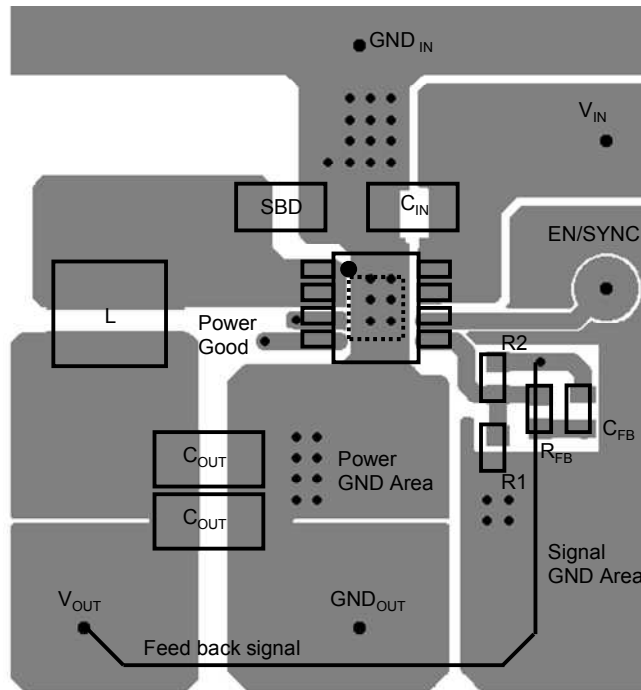 GND IN
V IN
SBD
C IN
EN/SYNC
L
Power
Good
R2
C FB
R FB
R1
C OUT
Power
GND Area
C OUT
Signal
GND Area
V OUT
GND OUT
Feed back signal